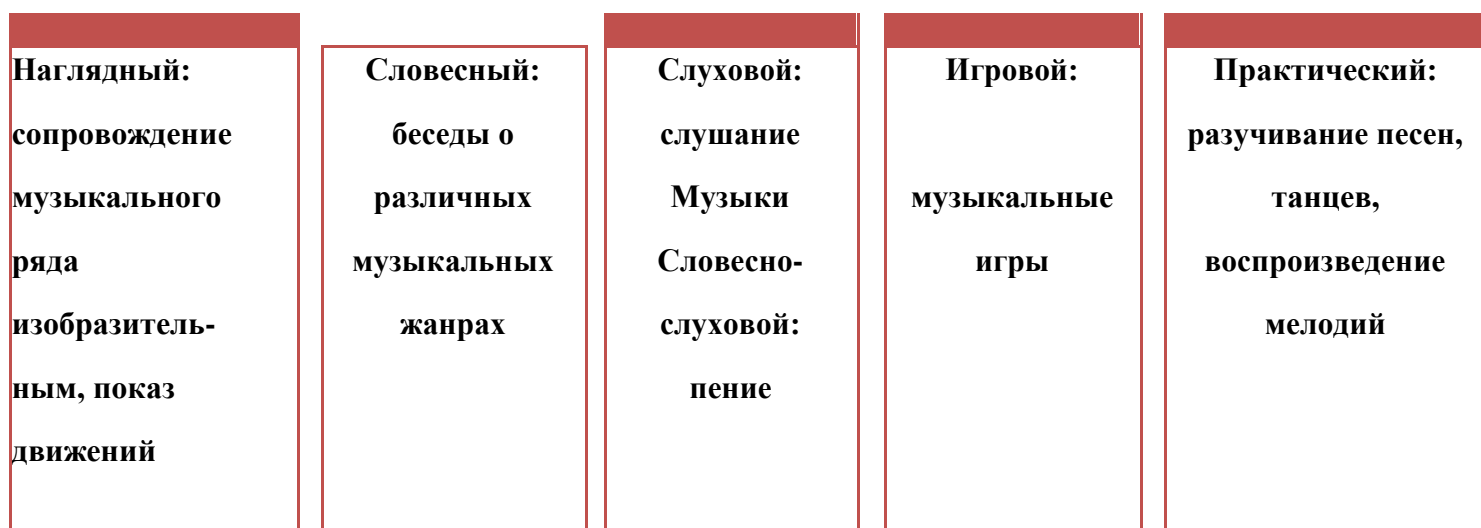 Наглядный:
сопровождение
музыкального
ряда
изобразитель-
ным, показ
движений
Словесный:
беседы о
различных
музыкальных
жанрах
Слуховой:
слушание
Музыки
Словесно-
слуховой:
пение
Игровой:
музыкальные
игры
Практический:
разучивание песен,
танцев,
воспроизведение
мелодий